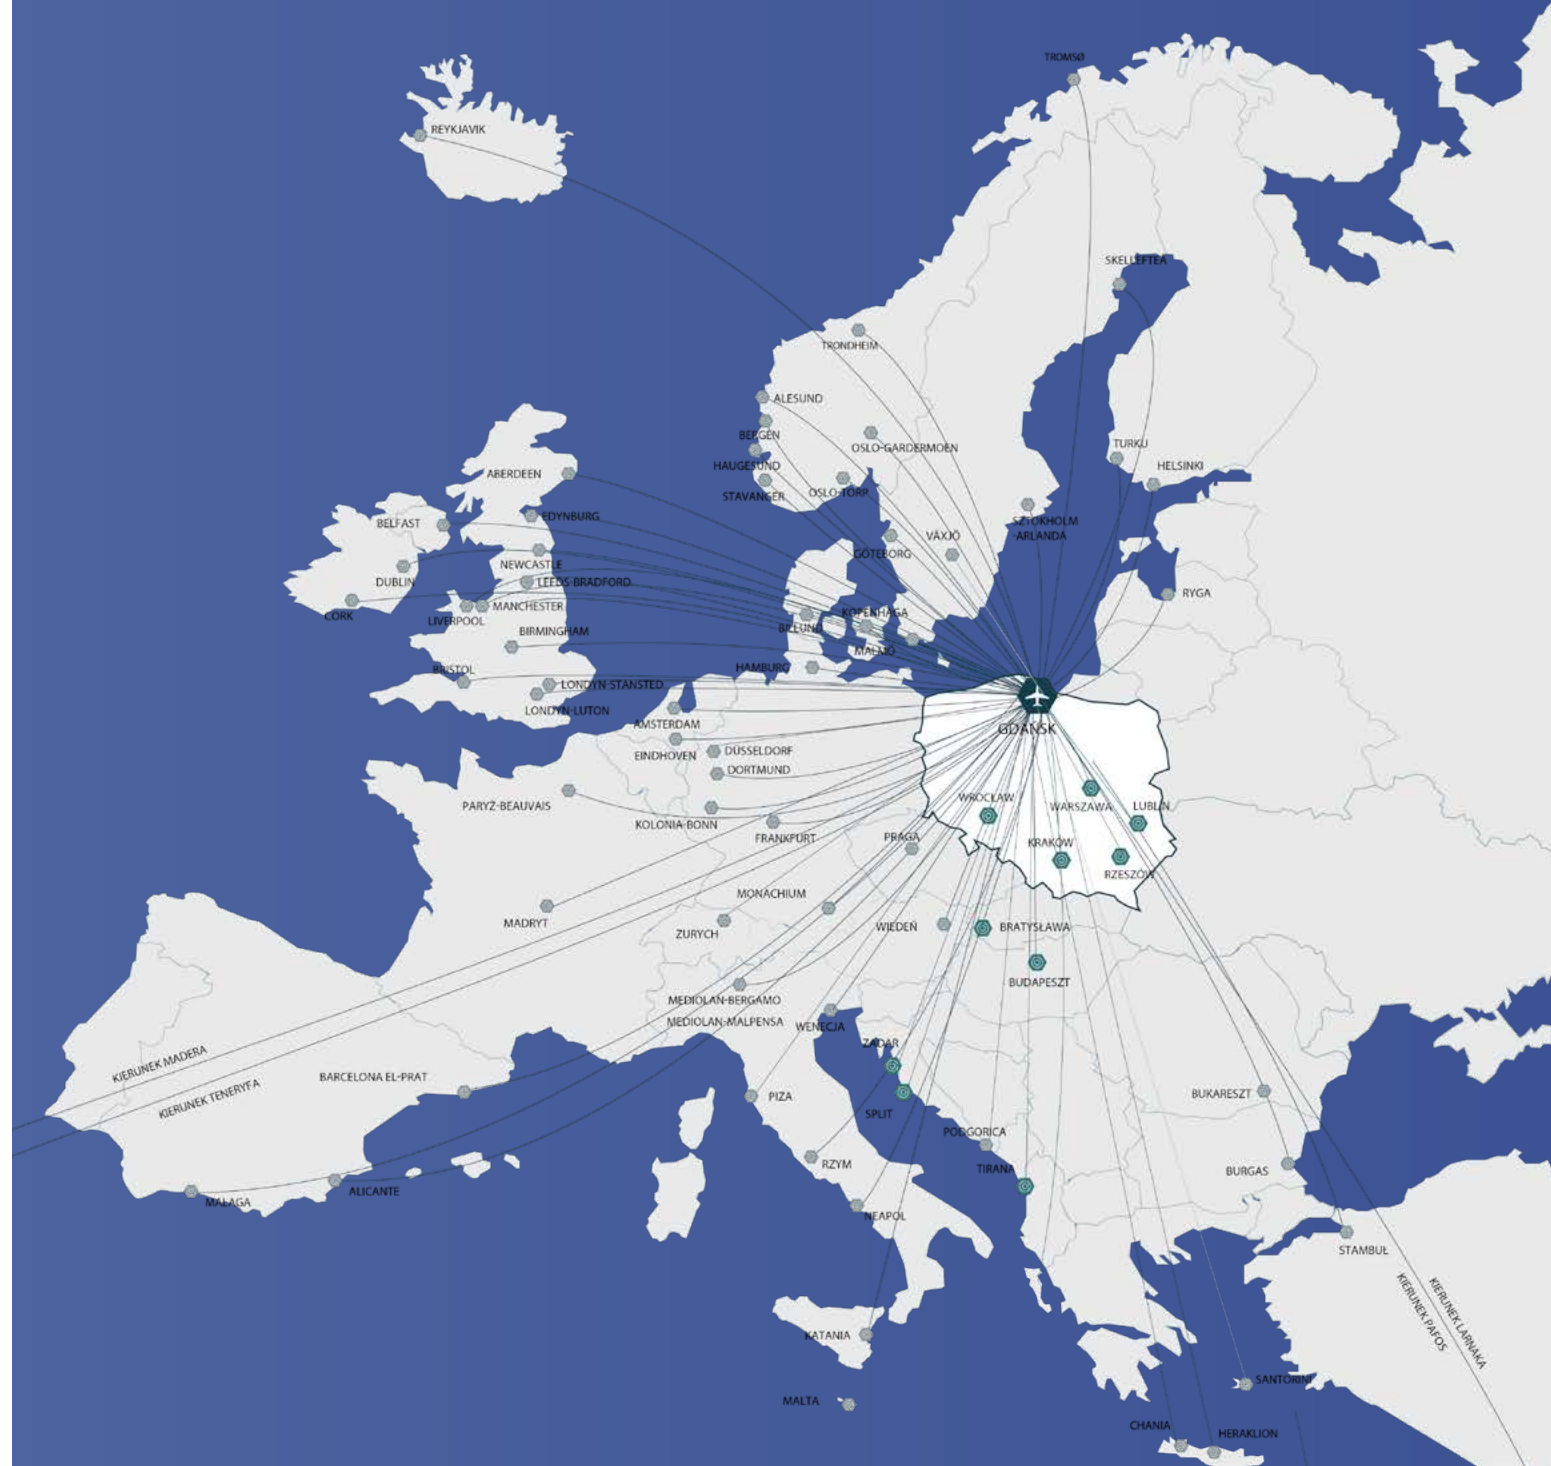 TROMSØ
REYKJAVIK
SKELLEFTEA
TRONDHEIM
ALESUND
BERGEN
OSLO-GARDERMOEN
TURKU
HELSINKI
HAUGESUND
ABERDEEN
STAVANGER
OSLO-TORP
EDYNBURG
BELFAST
SZTOKHOLM
-ARLANDA
VÄXJÖ
GÖTEBORG
NEWCASTLE
DUBLIN
LEEDS-BRADFORD
RYGA
MANCHESTER
KOPENHAGA
CORK
LIVERPOOL
BILLUND
BIRMINGHAM
MALMÖ
HAMBURG
BRISTOL
LONDYN-STANSTED
LONDYN-LUTON
AMSTERDAM
GDAŃSK
EINDHOVEN
DÜSSELDORF
DORTMUND
WROCŁAW
WARSZAWA
LUBLIN
PARYŻ-BEAUVAIS
KOLONIA-BONN
FRANKFURT
PRAGA
KRAKÓW
RZESZÓW
MONACHIUM
MADRYT
ZURYCH
WIEDEŃ
BRATYSŁAWA
BUDAPESZT
MEDIOLAN-BERGAMO
MEDIOLAN-MALPENSA
WENECJA
ZADAR
KIERUNEK MADERA
BARCELONA EL-PRAT
KIERUNEK TENERYFA
PIZA
BUKARESZT
SPLIT
PODGORICA
RZYM
TIRANA
BURGAS
ALICANTE
MALAGA
NEAPOL
STAMBUŁ
KIERUNEK LARNAKA
KIERUNEK PAFOS
KATANIA
SANTORINI
MALTA
CHANIA
HERAKLION